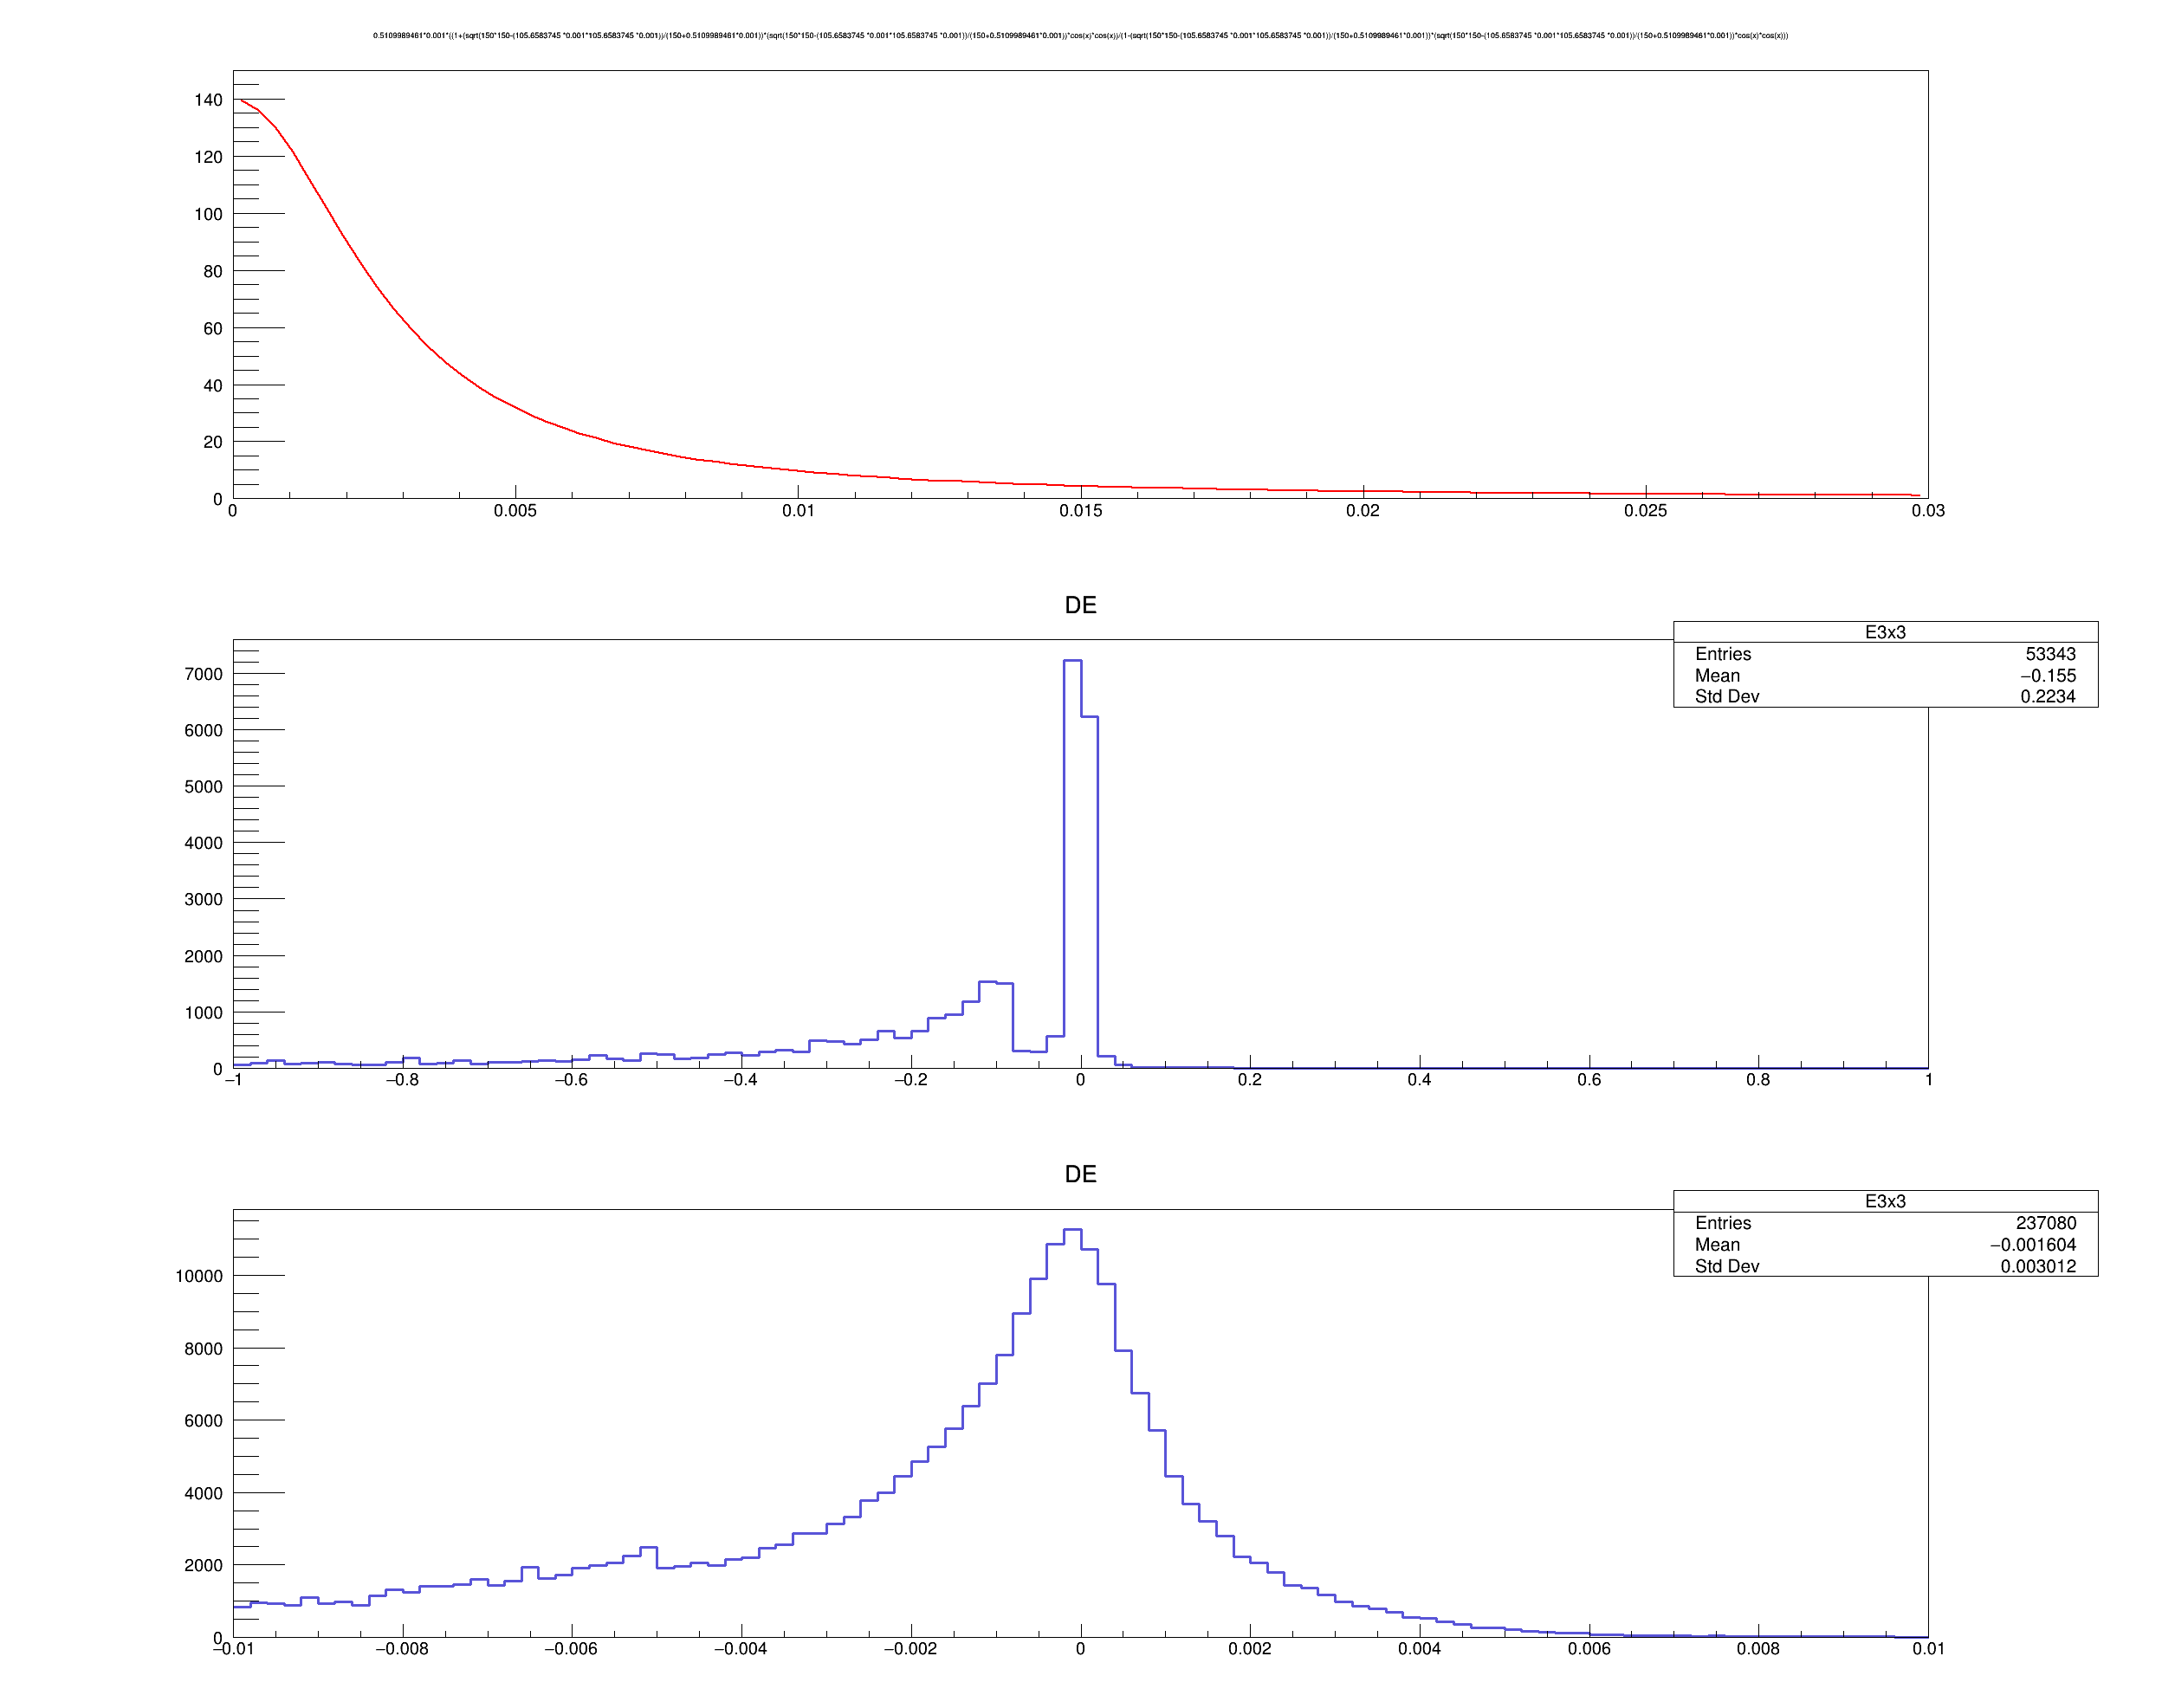 0.5109989461*0.001*((1+(sqrt(150*150-(105.6583745 *0.001*105.6583745 *0.001))/(150+0.5109989461*0.001))*(sqrt(150*150-(105.6583745 *0.001*105.6583745 *0.001))/(150+0.5109989461*0.001))*cos(x)*cos(x))/(1-(sqrt(150*150-(105.6583745 *0.001*105.6583745 *0.001))/(150+0.5109989461*0.001))*(sqrt(150*150-(105.6583745 *0.001*105.6583745 *0.001))/(150+0.5109989461*0.001))*cos(x)*cos(x)))
140
120
100
80
60
40
20
0
0 0.005 0.01 0.015 0.02 0.025 0.03
DE
E3x3
Entries 53343
Mean −0.155
Std Dev 0.2234
7000
6000
5000
4000
3000
2000
1000
0
−1 −0.8 −0.6 −0.4 −0.2 0 0.2 0.4 0.6 0.8 1
DE
E3x3
Entries 237080
Mean −0.001604
Std Dev 0.003012
10000
8000
6000
4000
2000
0
−0.01 −0.008 −0.006 −0.004 −0.002 0 0.002 0.004 0.006 0.008 0.01